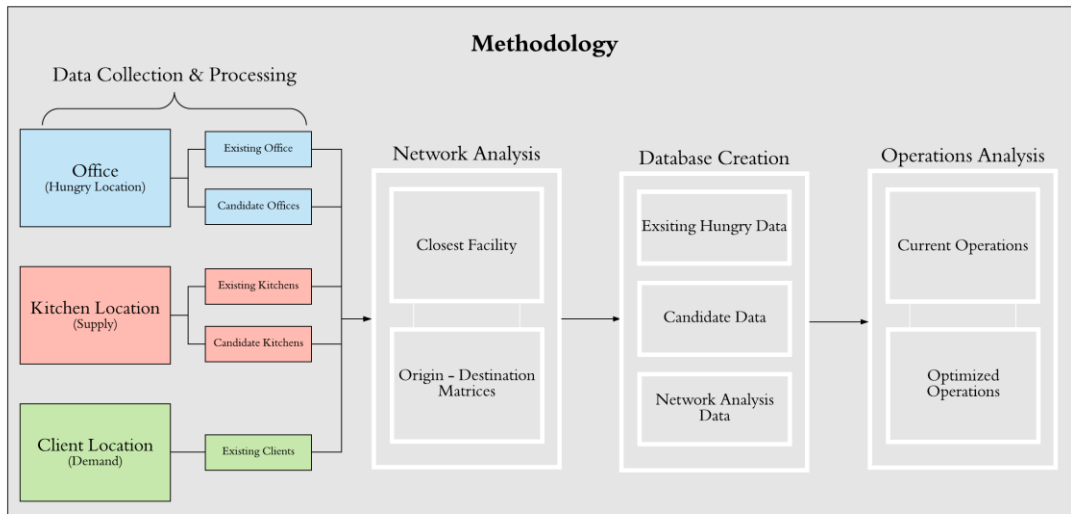 Methodology
Data Collection & Processing
Office
(Hungry Location)
Existing Office
Candidate Offices
Kitchen Location
(Supply)
Existing Kitchens
Candidate Kitchens
Client Location
(Demand)
Existing Clients
Network Analysis
Closest Facility
Origin - Destination
Matrices
Database Creation
Exsiting Hungry Data
Candidate Data
Network Analysis
Data
Operations Analysis
Current Operations
Optimized
Operations